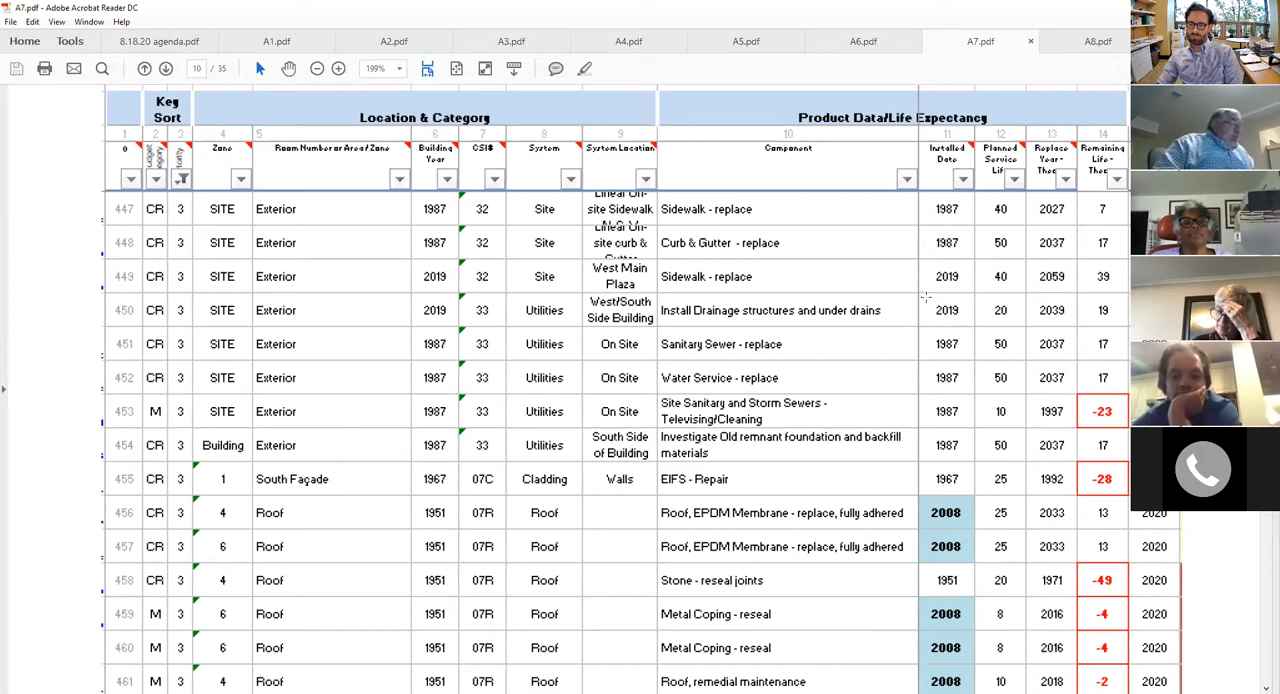 A7.pdf - Adobe Acrobat Reader DC
File Edit View Window Help
Home Tools 8.18.20 agenda.pdf A1.pdf A2.pdf A4.pdf A5.pdf A6.pdf A7.pdf × A8.pdf
10 / 35 199%
Key Sort Location & Category Product Data/Life Expectancy
1 2 3 4 5 6 7 8 9 10 11 12 13 14
Zone Room Number or Area/Zone Building Year CSI# System System Location Component Installed Date Planned Service Replace Year - Remaining Life -
447 CR 3 SITE Exterior 1987 32 Site site Sidewalk Sidewalk - replace 1987 40 2027 7
448 CR 3 SITE Exterior 1987 32 Site site curb & Curb & Gutter - replace 1987 50 2037 17
449 CR 3 SITE Exterior 2019 32 Site West Main Plaza Sidewalk - replace 2019 40 2059 39
450 CR 3 SITE Exterior 2019 33 Utilities West/South Side Building Install Drainage structures and under drains 2019 20 2039 19
451 CR 3 SITE Exterior 1987 33 Utilities On Site Sanitary Sewer - replace 1987 50 2037 17
452 CR 3 SITE Exterior 1987 33 Utilities On Site Water Service - replace 1987 50 2037 17
453 M 3 SITE Exterior 1987 33 Utilities On Site Site Sanitary and Storm Sewers - Televising/Cleaning 1987 10 1997 -23
454 CR 3 Building Exterior 1987 33 Utilities South Side of Building Investigate Old remnant foundation and backfill materials 1987 50 2037 17
455 CR 3 1 South Façade 1967 07C Cladding Walls EIFS - Repair 1967 25 1992 -28
456 CR 3 4 Roof 1951 07R Roof Roof, EPDM Membrane - replace, fully adhered 2008 25 2033 13 2020
457 CR 3 6 Roof 1951 07R Roof Roof, EPDM Membrane - replace, fully adhered 2008 25 2033 13 2020
458 CR 3 4 Roof 1951 07R Roof Stone - reseal joints 1951 20 1971 -49 2020
459 M 3 6 Roof 1951 07R Roof Metal Coping - reseal 2008 8 2016 -4 2020
460 M 3 6 Roof 1951 07R Roof Metal Coping - reseal 2008 8 2016 -4 2020
461 M 3 4 Roof 1951 07R Roof Roof, remedial maintenance 2008 10 2018 -2 2020